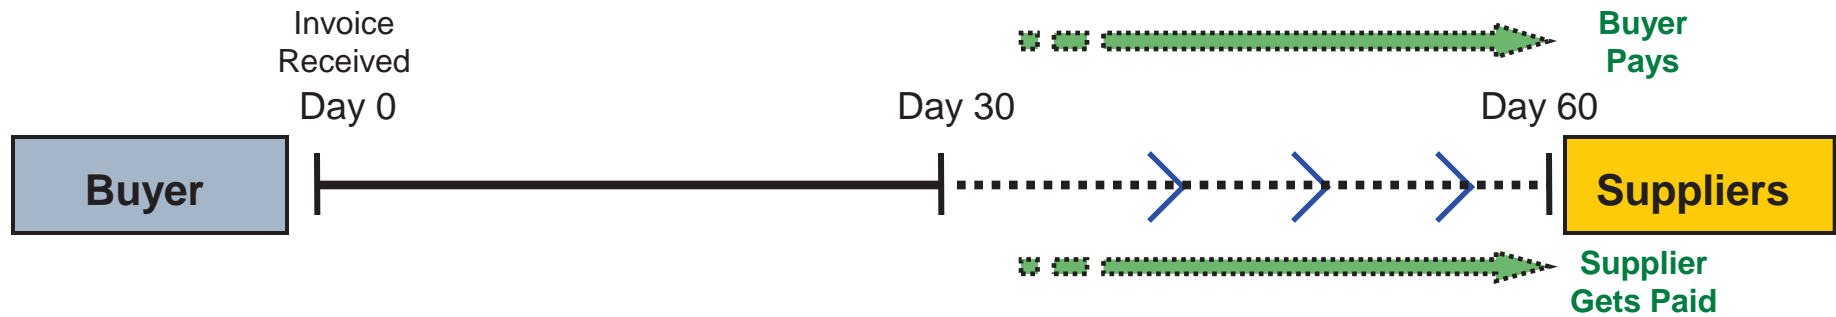 Invoice
Received
Buyer
Pays
Day 0
Day 30
Day 60
Buyer
Suppliers
Supplier
Gets Paid